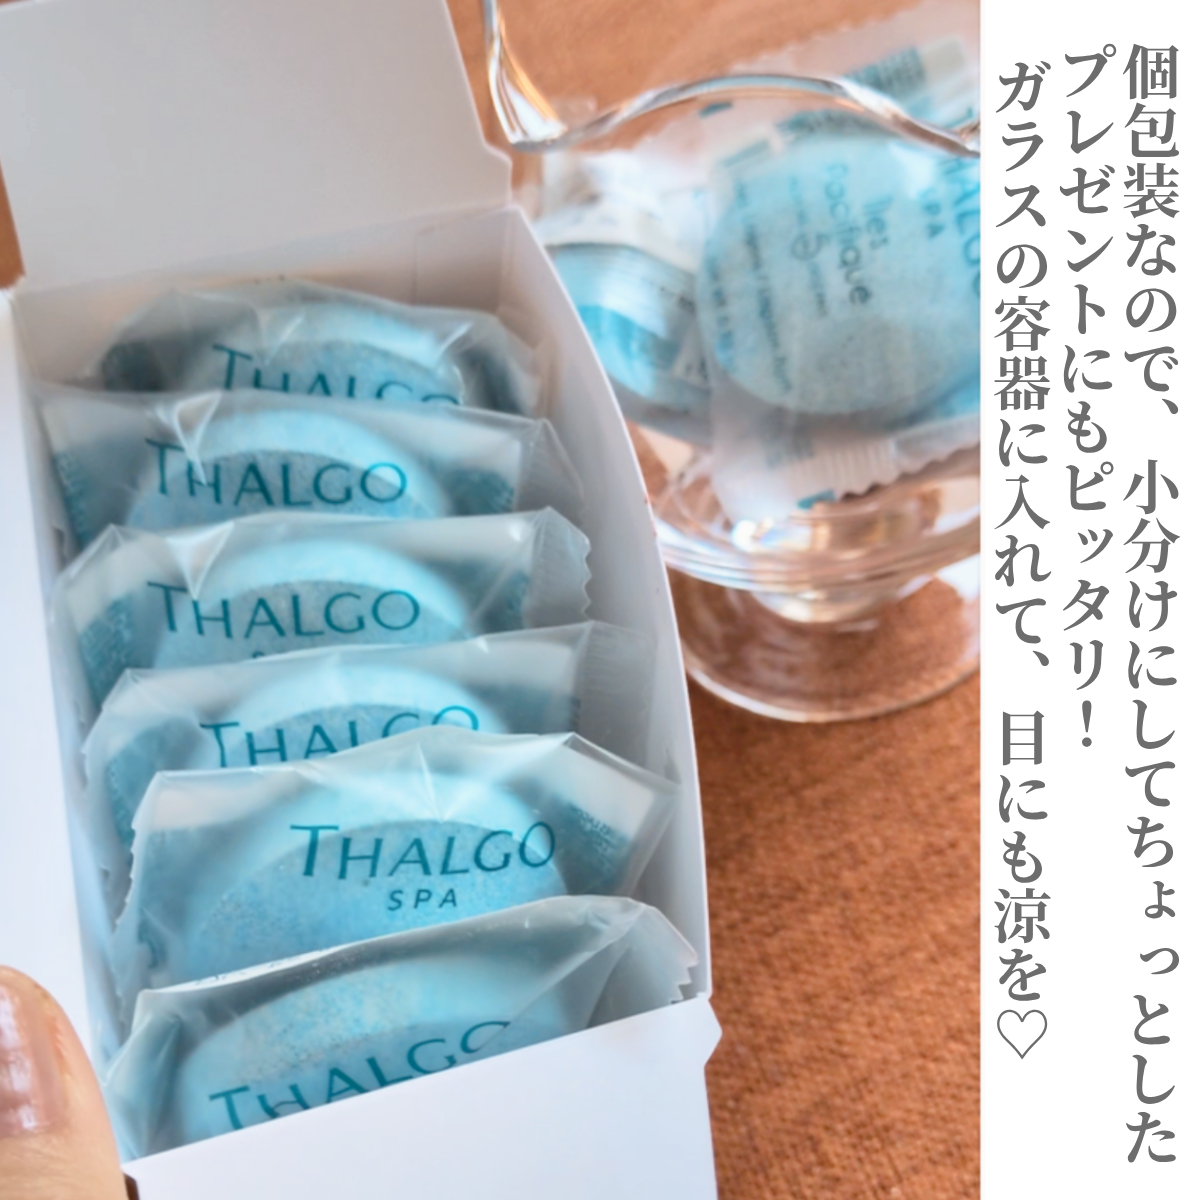 個包装なので、小分けにしてちょっとした
プレゼントにもピッタリ！
ガラスの容器に入れて、目にも涼を♡
THALGO
THALGO
THALGO
THALGO
THALGO
SPA
THALGO
Îles
Pacifique
THALGO
SPA